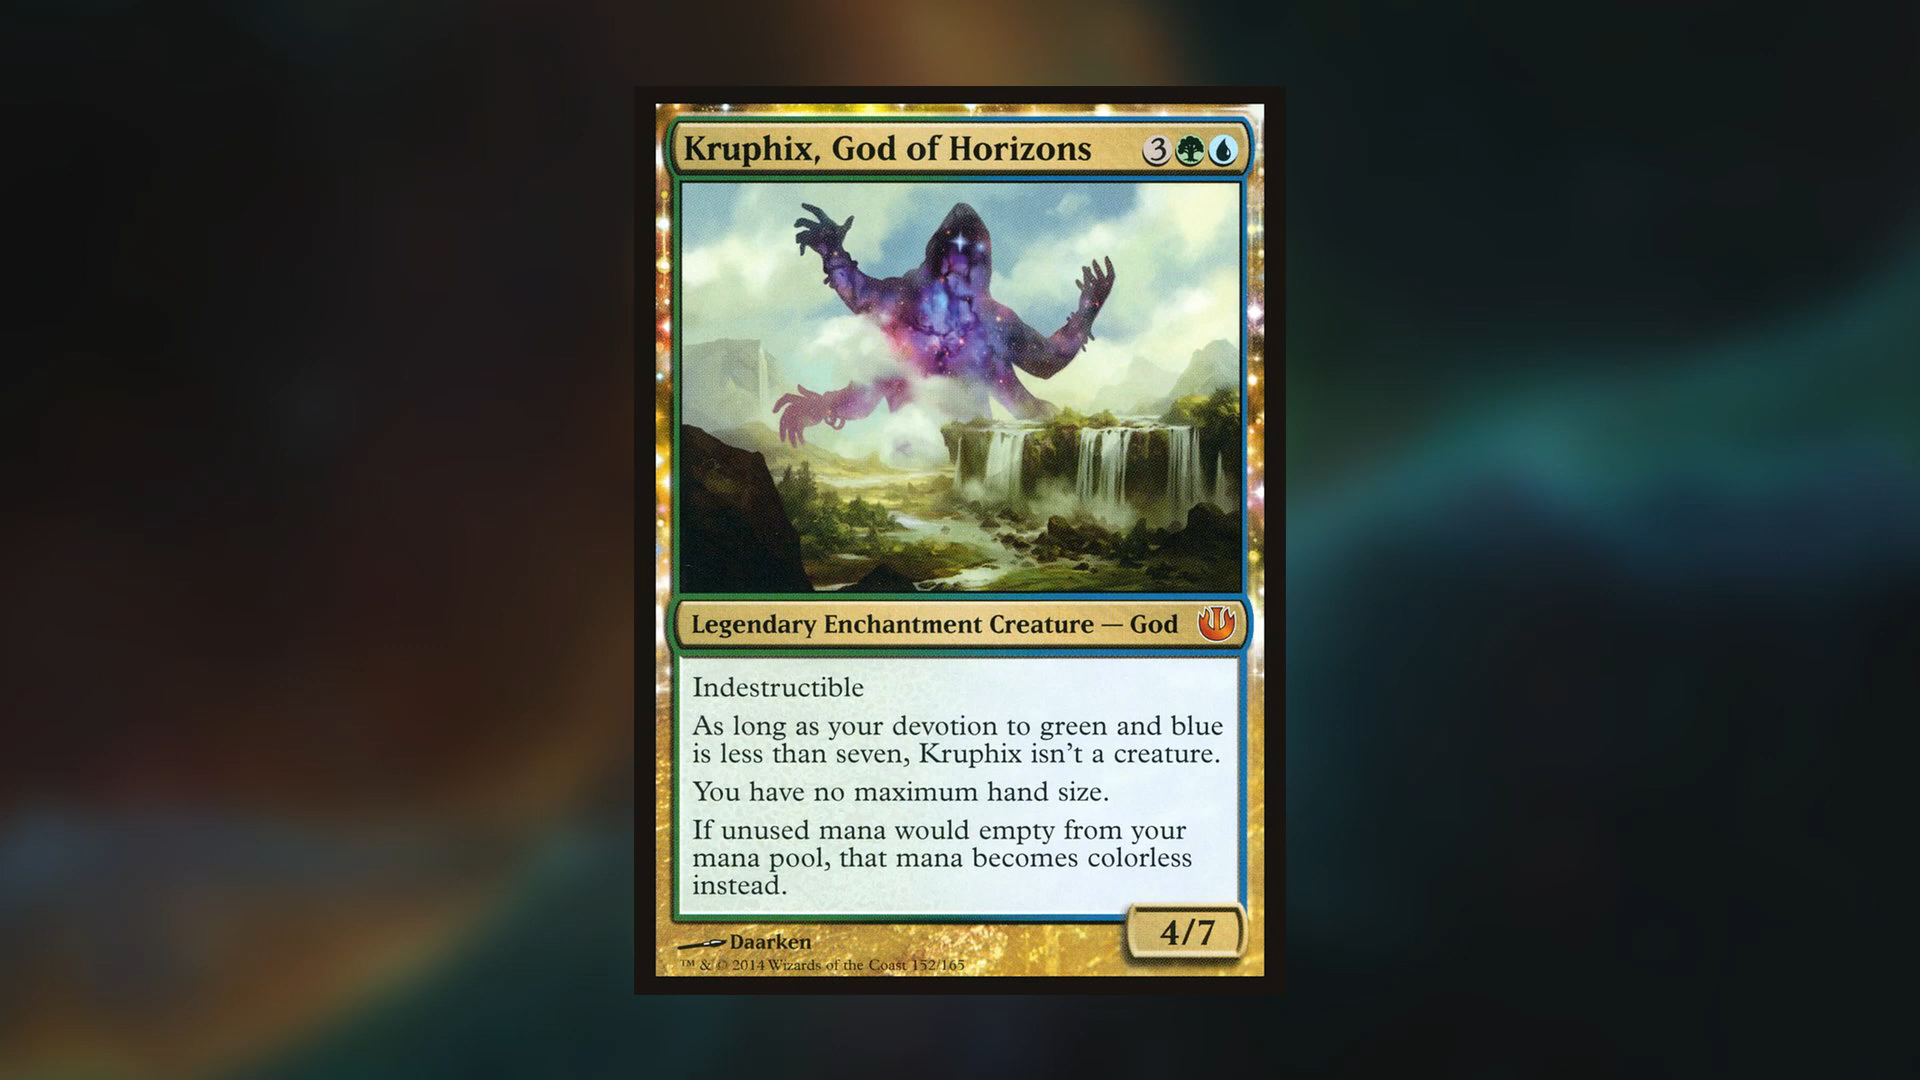 Kruphix, God of Horizons 3
Legendary Enchantment Creature — God
Indestructible
As long as your devotion to green and blue
is less than seven, Kruphix isn't a creature.
You have no maximum hand size.
If unused mana would empty from your
mana pool, that mana becomes colorless
instead.
4/7
Daarken
™ & © 2014 Wizards of the Coast 152/165